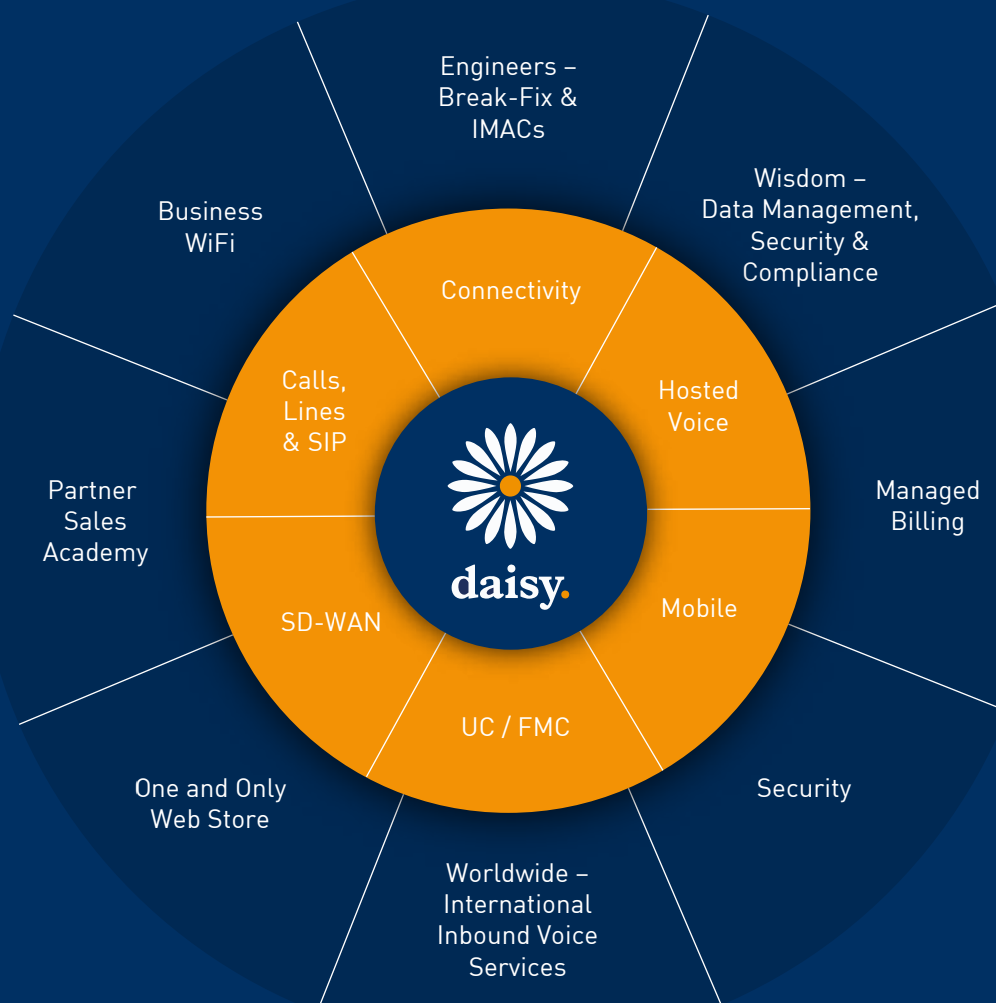 Engineers –
Break-Fix &
IMACs
Wisdom –
Data Management,
Security &
Compliance
Managed
Billing
Security
Worldwide –
International
Inbound Voice
Services
One and Only
Web Store
Partner
Sales
Academy
Business
WiFi
Connectivity
Hosted
Voice
Mobile
UC / FMC
SD-WAN
Calls,
Lines
& SIP
daisy.